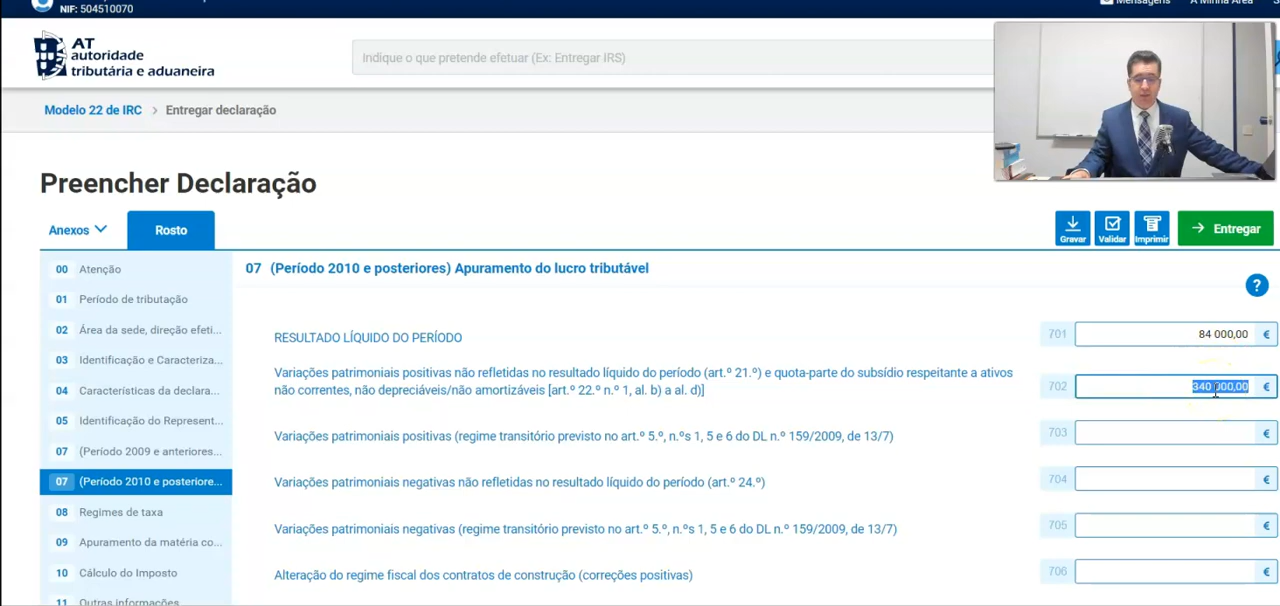 NIF: 504510070
Mensagens
A Minha Área
AT
autoridade
tributária e aduaneira
Indique o que pretende efetuar (Ex: Entregar IRS)
Modelo 22 de IRC > Entregar declaração
Preencher Declaração
Anexos
Rosto
Gravar
Validar
Imprimir
Entregar
00 Atenção
01 Período de tributação
02 Área da sede, direção efeti...
03 Identificação e Caracteriza...
04 Características da declara...
05 Identificação do Represent...
07 (Período 2009 e anteriores...
07 (Período 2010 e posteriore...
08 Regimes de taxa
09 Apuramento da matéria co...
10 Cálculo do Imposto
11 Outras informações
07 (Período 2010 e posteriores) Apuramento do lucro tributável
?
RESULTADO LÍQUIDO DO PERÍODO 701 84 000,00 €
Variações patrimoniais positivas não refletidas no resultado líquido do período (art.º 21.º) e quota-parte do subsídio respeitante a ativos
não correntes, não depreciáveis/não amortizáveis [art.º 22.º n.º 1, al. b) a al. d)] 702 340 000,00 €
Variações patrimoniais positivas (regime transitório previsto no art.º 5.º, n.ºs 1, 5 e 6 do DL n.º 159/2009, de 13/7) 703 €
Variações patrimoniais negativas não refletidas no resultado líquido do período (art.º 24.º) 704 €
Variações patrimoniais negativas (regime transitório previsto no art.º 5.º, n.ºs 1, 5 e 6 do DL n.º 159/2009, de 13/7) 705 €
Alteração do regime fiscal dos contratos de construção (correções positivas) 706 €